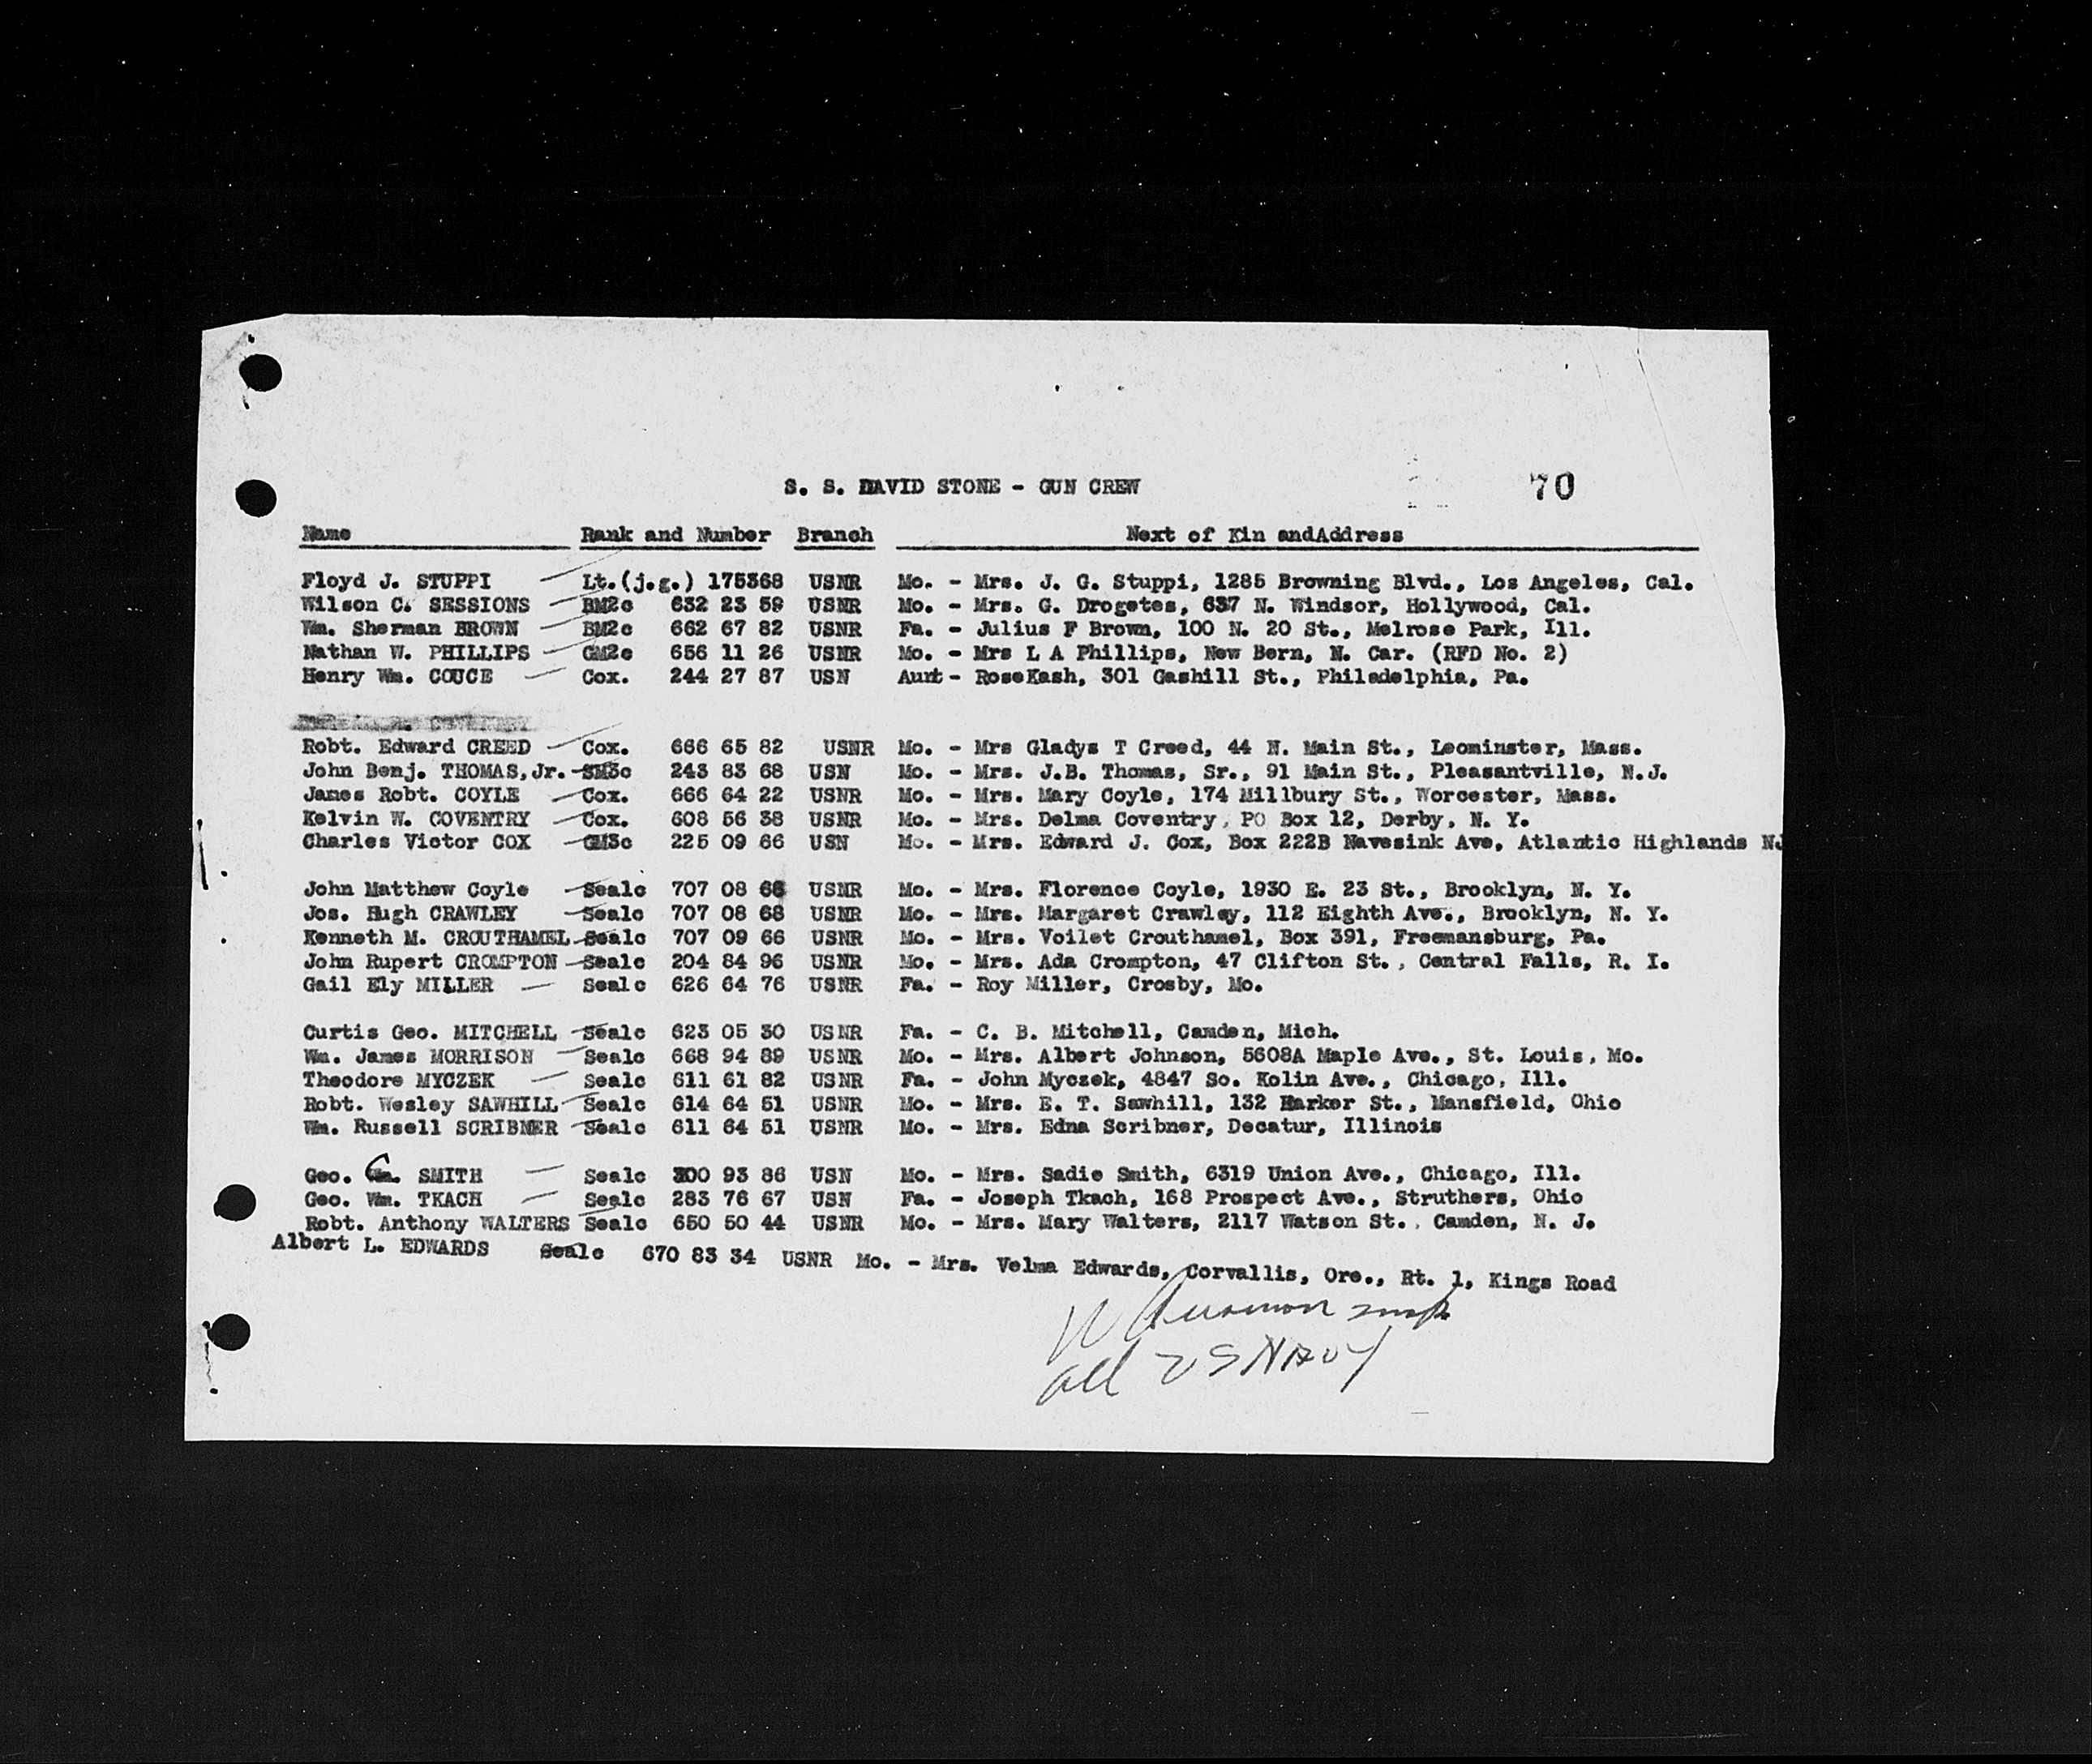 S. S. DAVID STONE - GUN CREW
70
Name Rank and Number Branch Next of Kin andAddress
Floyd J. STUPPI Lt.(j.g.) 175368 USNR Mo. - Mrs. J. G. Stuppi, 1285 Browning Blvd., Los Angeles, Cal.
Wilson C. SESSIONS BM2c 632 23 59 USNR Mo. - Mrs. G. Drogetes, 637 N. Windsor, Hollywood, Cal.
Wm. Sherman BROWN BM2c 662 67 82 USNR Fa. - Julius F Brown, 100 N. 20 St., Melrose Park, Ill.
Nathan W. PHILLIPS GM2c 656 11 26 USNR Mo. - Mrs L A Phillips, New Bern, N. Car. (RFD No. 2)
Henry Wm. COUCE Cox. 244 27 87 USN Aunt - RoseKash, 301 Gashill St., Philadelphia, Pa.
Robt. Edward CREED Cox. 666 65 82 USNR Mo. - Mrs Gladys T Creed, 44 N. Main St., Leominster, Mass.
John Benj. THOMAS, Jr. SM3c 243 83 68 USN Mo. - Mrs. J.B. Thomas, Sr., 91 Main St., Pleasantville, N.J.
James Robt. COYLE Cox. 666 64 22 USNR Mo. - Mrs. Mary Coyle, 174 Millbury St., Worcester, Mass.
Kelvin W. COVENTRY Cox. 608 56 38 USNR Mo. - Mrs. Delma Coventry, PO Box 12, Derby, N. Y.
Charles Victor COX GM3c 225 09 66 USN Mo. - Mrs. Edward J. Cox, Box 222B Navesink Ave. Atlantic Highlands NJ
John Matthew Coyle Sea1c 707 08 66 USNR Mo. - Mrs. Florence Coyle, 1930 E. 23 St., Brooklyn, N. Y.
Jos. Hugh CRAWLEY Sea1c 707 08 68 USNR Mo. - Mrs. Margaret Crawley, 112 Eighth Ave., Brooklyn, N. Y.
Kenneth M. CROUTHAMEL Sea1c 707 09 66 USNR Mo. - Mrs. Voilet Crouthamel, Box 391, Freemansburg, Pa.
John Rupert CROMPTON Sea1c 204 84 96 USNR Mo. - Mrs. Ada Crompton, 47 Clifton St., Central Falls, R. I.
Gail Ely MILLER Sea1c 626 64 76 USNR Fa. - Roy Miller, Crosby, Mo.
Curtis Geo. MITCHELL Sea1c 623 05 30 USNR Fa. - C. B. Mitchell, Camden, Mich.
Wm. James MORRISON Sea1c 668 94 89 USNR Mo. - Mrs. Albert Johnson, 5608A Maple Ave., St. Louis, Mo.
Theodore MYCZEK Sea1c 611 61 82 USNR Fa. - John Myczek, 4847 So. Kolin Ave., Chicago, Ill.
Robt. Wesley SAWHILL Sea1c 614 64 51 USNR Mo. - Mrs. E. T. Sawhill, 132 Harker St., Mansfield, Ohio
Wm. Russell SCRIBNER Sea1c 611 64 51 USNR Mo. - Mrs. Edna Scribner, Decatur, Illinois
Geo. C. SMITH Sea1c 300 93 86 USN Mo. - Mrs. Sadie Smith, 6319 Union Ave., Chicago, Ill.
Geo. Wm. TKACH Sea1c 283 76 67 USN Fa. - Joseph Tkach, 168 Prospect Ave., Struthers, Ohio
Robt. Anthony WALTERS Sea1c 650 50 44 USNR Mo. - Mrs. Mary Walters, 2117 Watson St., Camden, N. J.
Albert L. EDWARDS Sea1c 670 83 34 USNR Mo. - Mrs. Velma Edwards, Corvallis, Ore., Rt. 1, Kings Road
all US NAVY